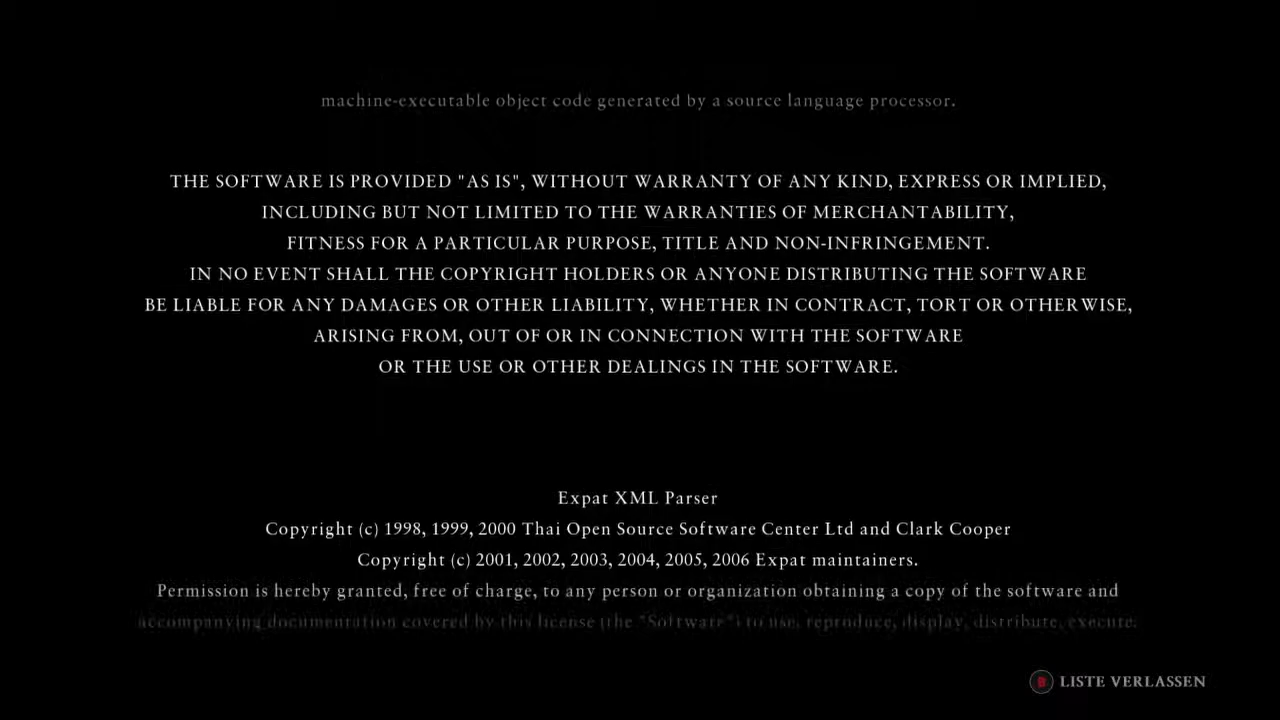 machine-executable object code generated by a source language processor.
THE SOFTWARE IS PROVIDED "AS IS", WITHOUT WARRANTY OF ANY KIND, EXPRESS OR IMPLIED,
INCLUDING BUT NOT LIMITED TO THE WARRANTIES OF MERCHANTABILITY,
FITNESS FOR A PARTICULAR PURPOSE, TITLE AND NON-INFRINGEMENT.
IN NO EVENT SHALL THE COPYRIGHT HOLDERS OR ANYONE DISTRIBUTING THE SOFTWARE
BE LIABLE FOR ANY DAMAGES OR OTHER LIABILITY, WHETHER IN CONTRACT, TORT OR OTHERWISE,
ARISING FROM, OUT OF OR IN CONNECTION WITH THE SOFTWARE
OR THE USE OR OTHER DEALINGS IN THE SOFTWARE.
Expat XML Parser
Copyright (c) 1998, 1999, 2000 Thai Open Source Software Center Ltd and Clark Cooper
Copyright (c) 2001, 2002, 2003, 2004, 2005, 2006 Expat maintainers.
Permission is hereby granted, free of charge, to any person or organization obtaining a copy of the software and
accompanying documentation covered by this license (the "Software") to use, reproduce, display, distribute, execute,
B LISTE VERLASSEN